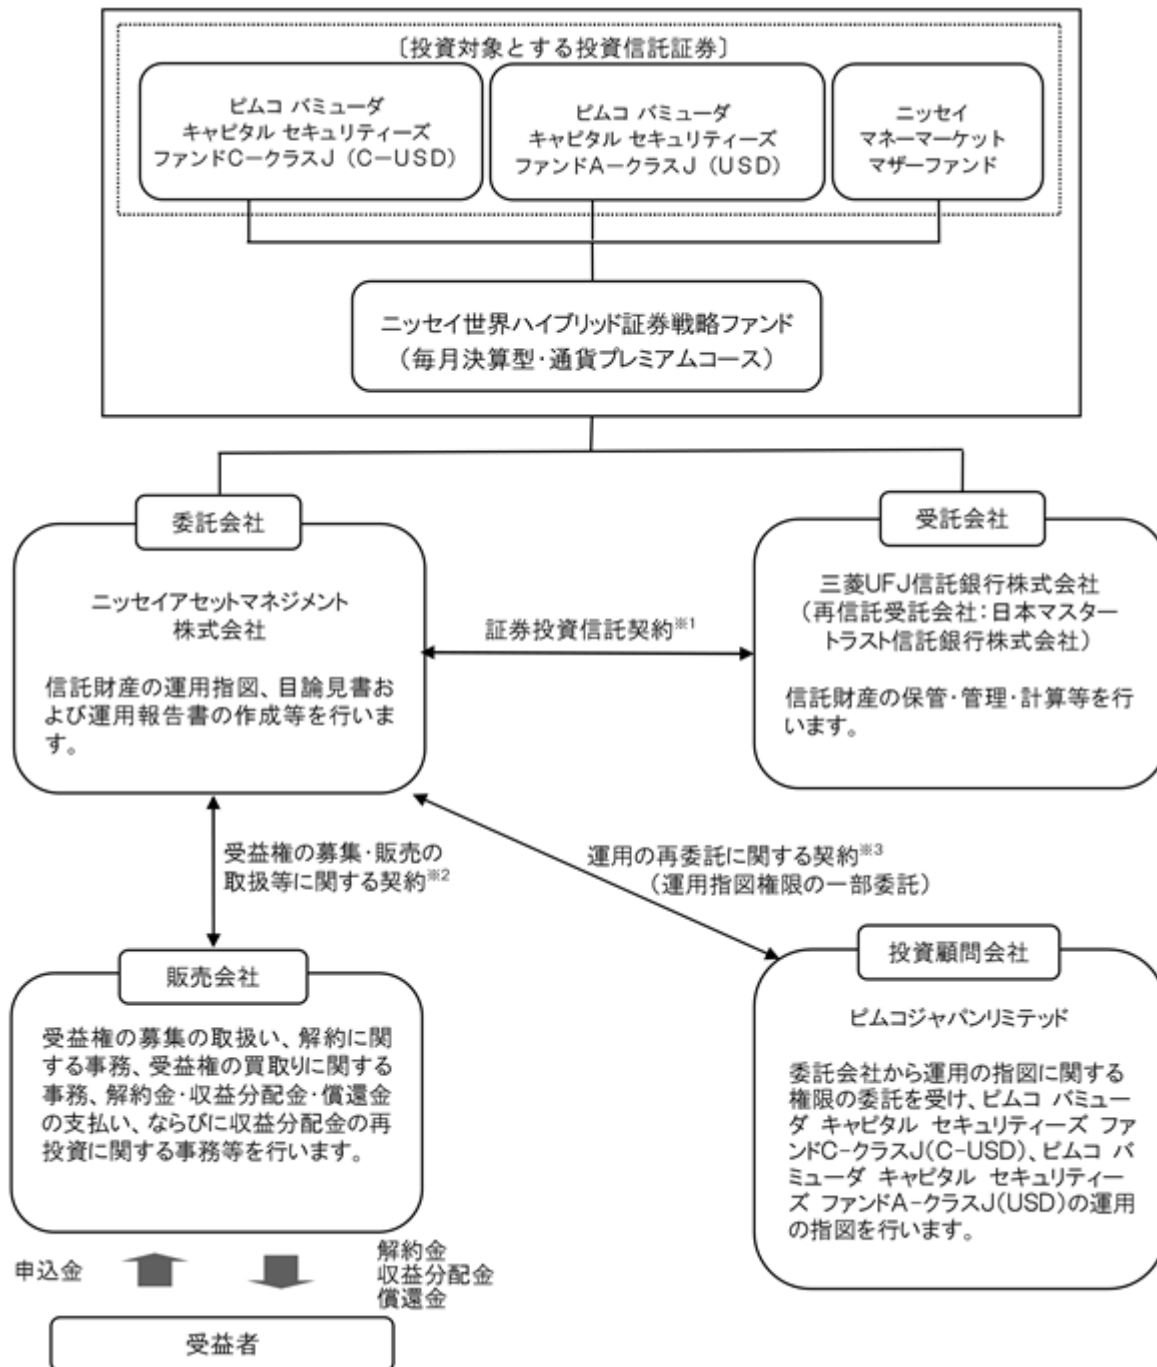 〔投資対象とする投資信託証券〕
ピムコ バミューダ
キャピタル セキュリティーズ
ファンドC－クラスJ（C－USD）
ピムコ バミューダ
キャピタル セキュリティーズ
ファンドA－クラスJ（USD）
ニッセイ
マネーマーケット
マザーファンド
ニッセイ世界ハイブリッド証券戦略ファンド
（毎月決算型・通貨プレミアムコース）
委託会社
ニッセイアセットマネジメント
株式会社
信託財産の運用指図、目論見書お
よび運用報告書の作成等を行いま
す。
証券投資信託契約※1
受託会社
三菱UFJ信託銀行株式会社
（再信託受託会社：日本マスター
トラスト信託銀行株式会社）
信託財産の保管・管理・計算等を行
います。
受益権の募集・販売の
取扱等に関する契約※2
運用の再委託に関する契約※3
（運用指図権限の一部委託）
販売会社
受益権の募集の取扱い、解約に関
する事務、受益権の買取りに関する
事務、解約金・収益分配金・償還金
の支払い、ならびに収益分配金の再
投資に関する事務等を行います。
投資顧問会社
ピムコジャパンリミテッド
委託会社から運用の指図に関する
権限の委託を受け、ピムコ バミュー
ダ キャピタル セキュリティーズ ファ
ンドC-クラスJ(C-USD)、ピムコ バ
ミューダ キャピタル セキュリティー
ズ ファンドA-クラスJ(USD)の運用
の指図を行います。
申込金
解約金
収益分配金
償還金
受益者